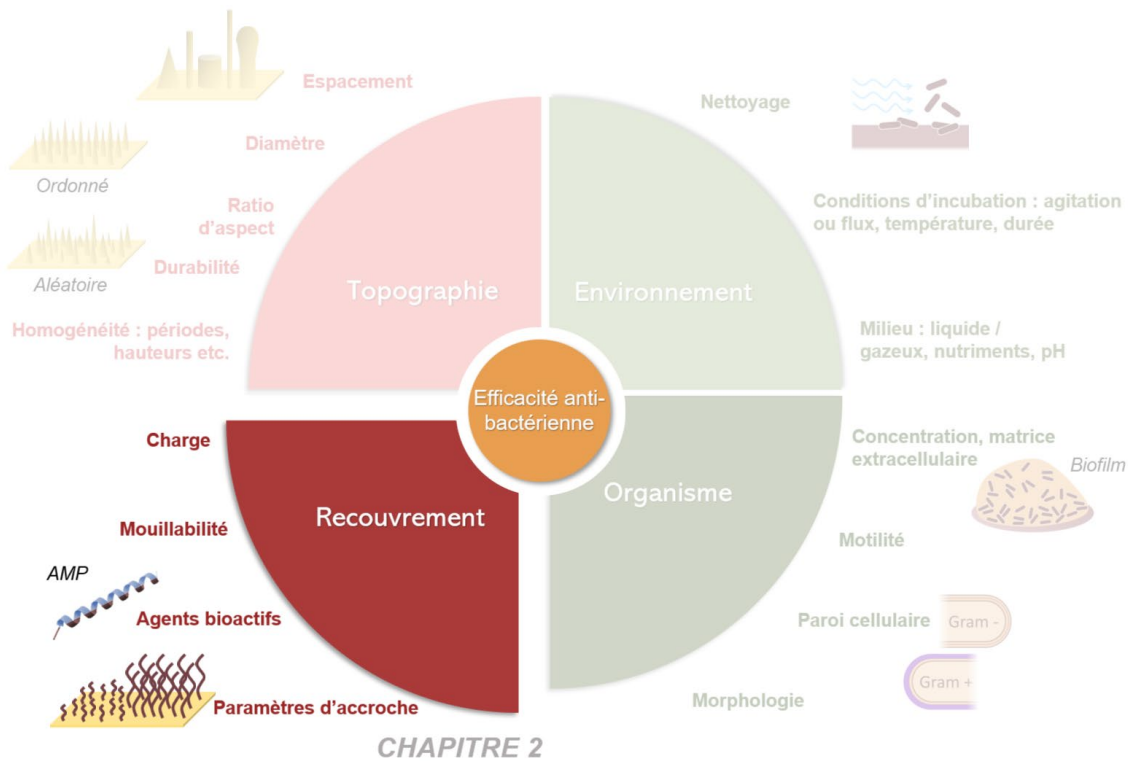 Espacement
Diamètre
Ordonné
Ratio
d'aspect
Durabilité
Aléatoire
Homogénéité : périodes,
hauteurs etc.
Topographie
Nettoyage
Conditions d'incubation : agitation
ou flux, température, durée
Environnement
Milieu : liquide /
gazeux, nutriments, pH
Efficacité anti-
bactérienne
Charge
Mouillabilité
AMP
Agents bioactifs
Paramètres d'accroche
Recouvrement
Concentration, matrice
extracellulaire
Biofilm
Organisme
Motilité
Paroi cellulaire
Gram -
Gram +
Morphologie
CHAPITRE 2